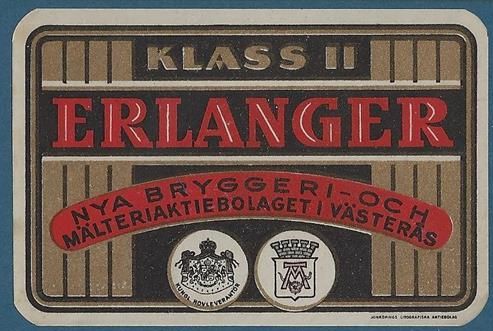 KLASS II
ERLANGER
NYA BRYGGERI-OCH
MÄLTERIAKTIEBOLAGET I VÄSTERÅS
KUNGL. HOVLEVERANTÖR
JÖNKÖPINGS LITOGRAFISKA AKTIEBOLAG